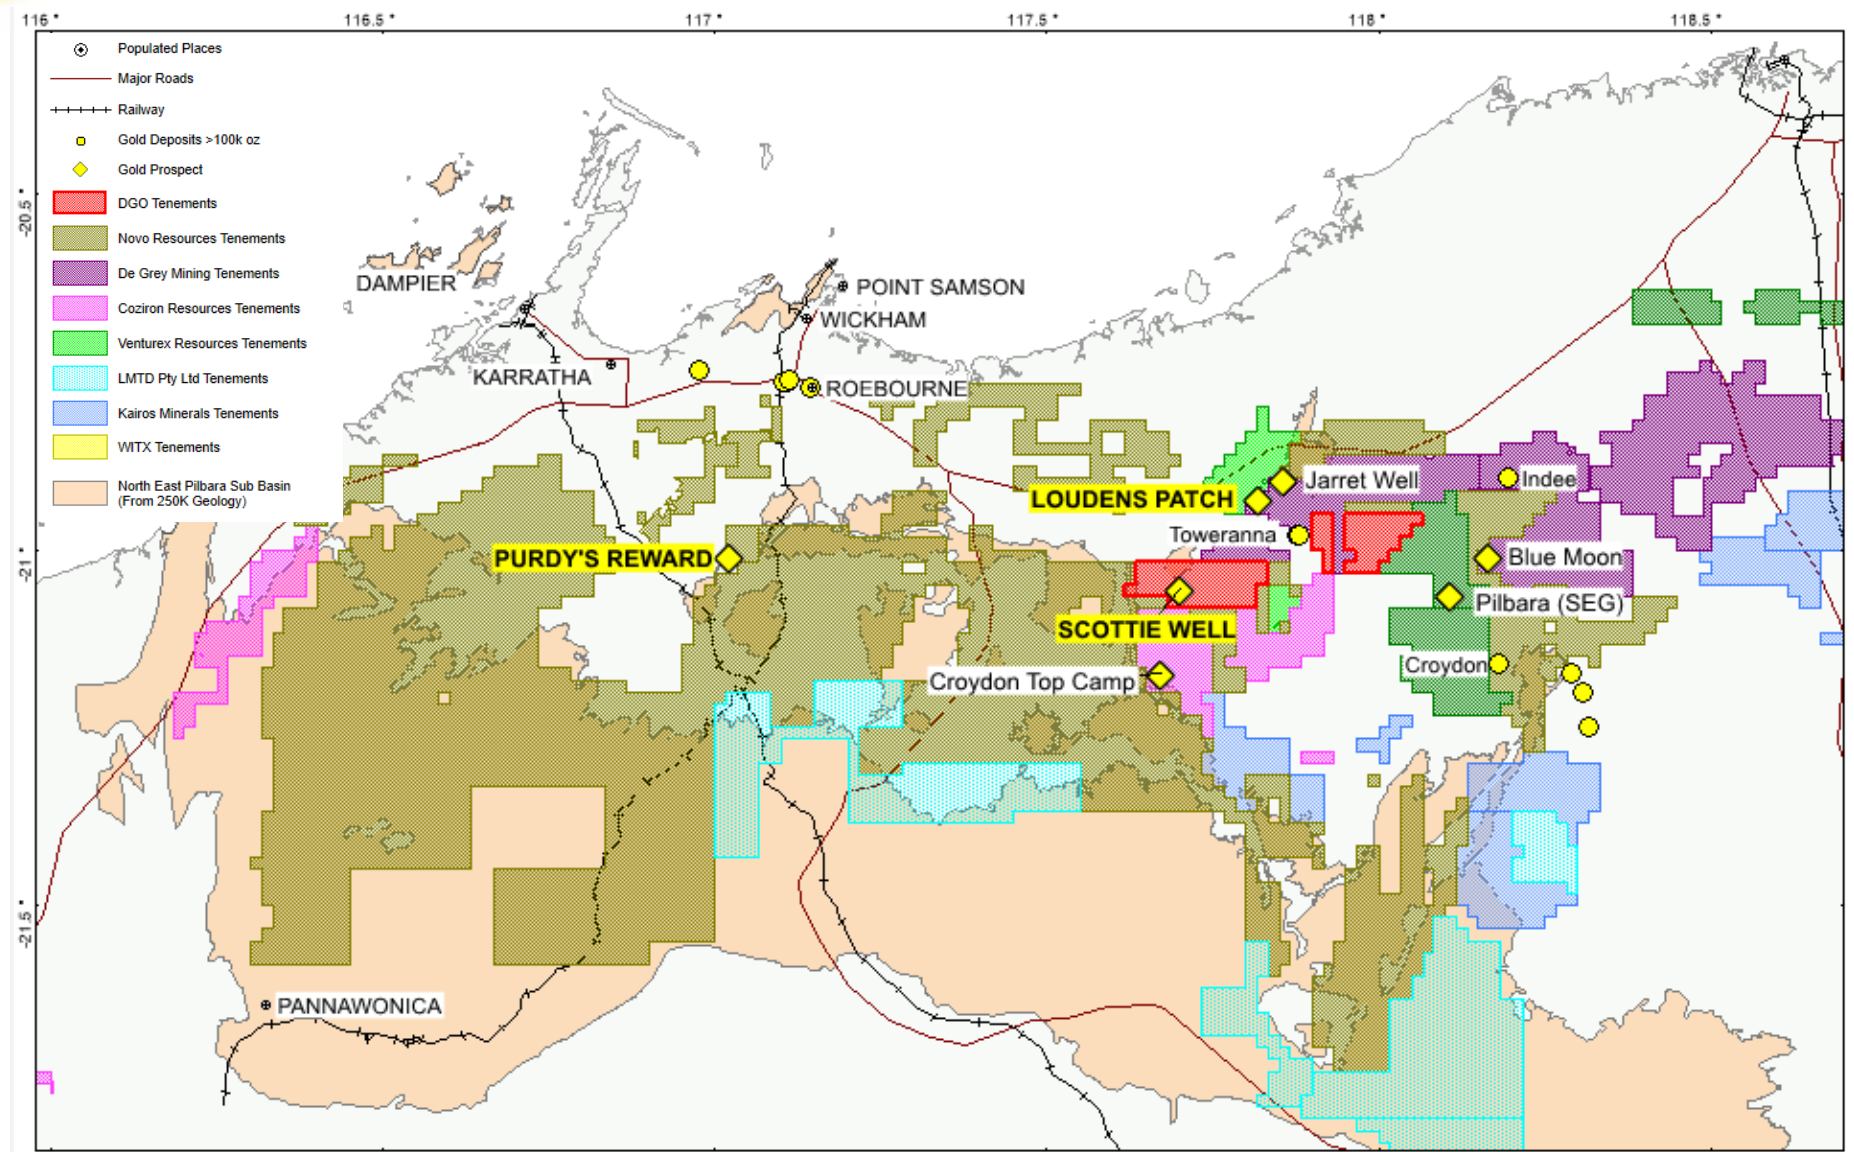 116 °
116.5 °
117 °
117.5 °
118 °
118.5 °
-20.5 °
-21 °
-21.5 °
Populated Places
Major Roads
Railway
Gold Deposits >100k oz
Gold Prospect
DGO Tenements
Novo Resources Tenements
De Grey Mining Tenements
Coziron Resources Tenements
Venturex Resources Tenements
LMTD Pty Ltd Tenements
Kairos Minerals Tenements
WITX Tenements
North East Pilbara Sub Basin
(From 250K Geology)
DAMPIER
POINT SAMSON
WICKHAM
KARRATHA
ROEBOURNE
Jarret Well
Indee
LOUDENS PATCH
Toweranna
PURDY'S REWARD
Blue Moon
Pilbara (SEG)
SCOTTIE WELL
Croydon
Croydon Top Camp
PANNAWONICA